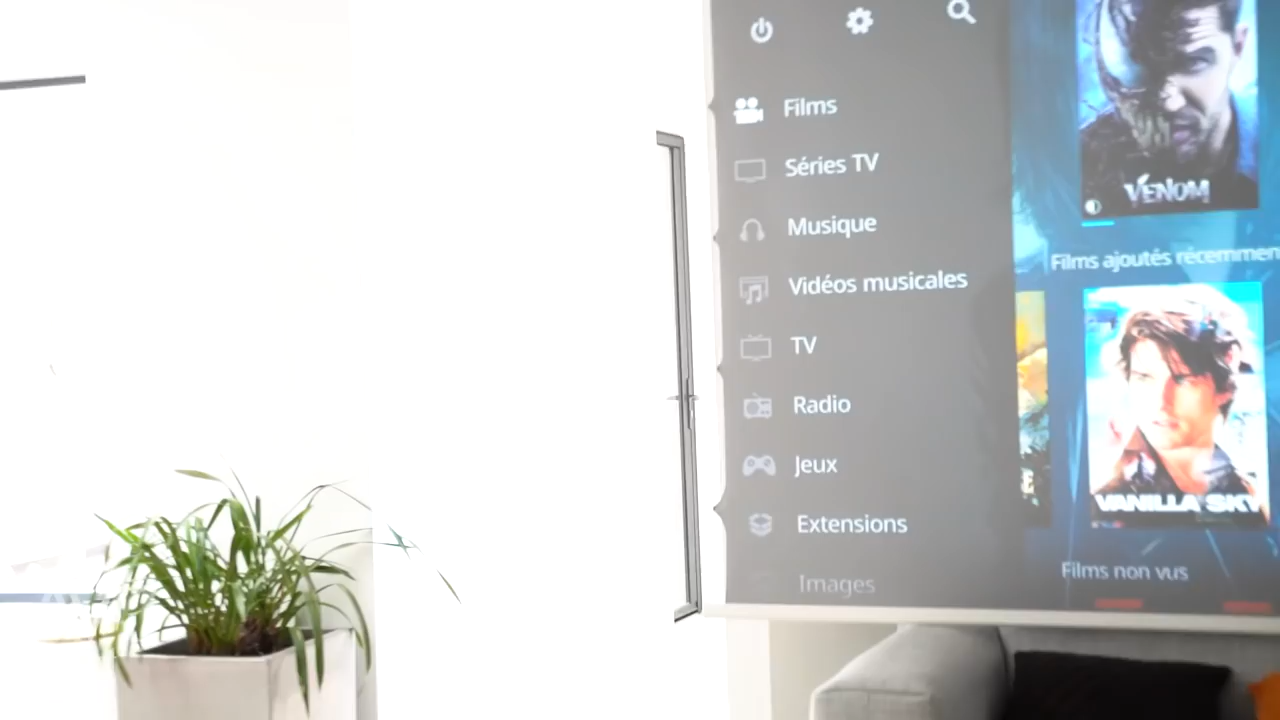 Films
Séries TV
Musique
Vidéos musicales
TV
Radio
Jeux
Extensions
Images
VENOM
Films ajoutés récemmen
VANILLA SKY
Films non vus